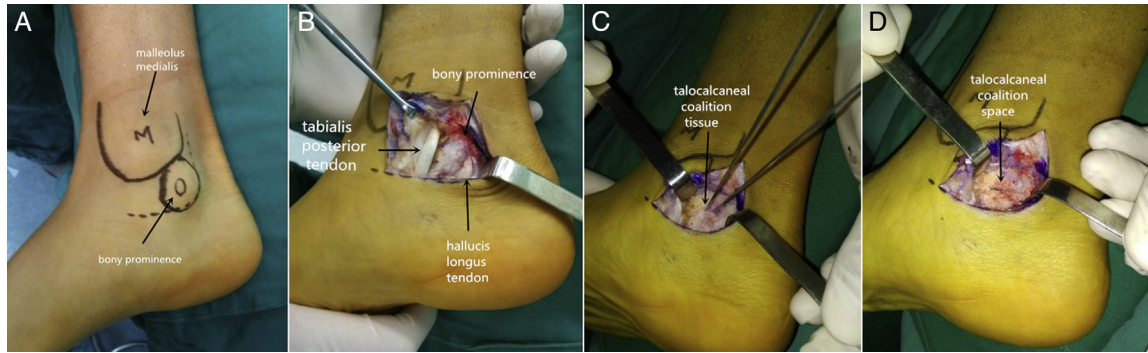 A
malleolus
medialis
M
O
bony prominence
B
M
bony prominence
tabialis
posterior
tendon
hallucis
longus
tendon
C
talocalcaneal
coalition
tissue
D
talocalcaneal
coalition
space